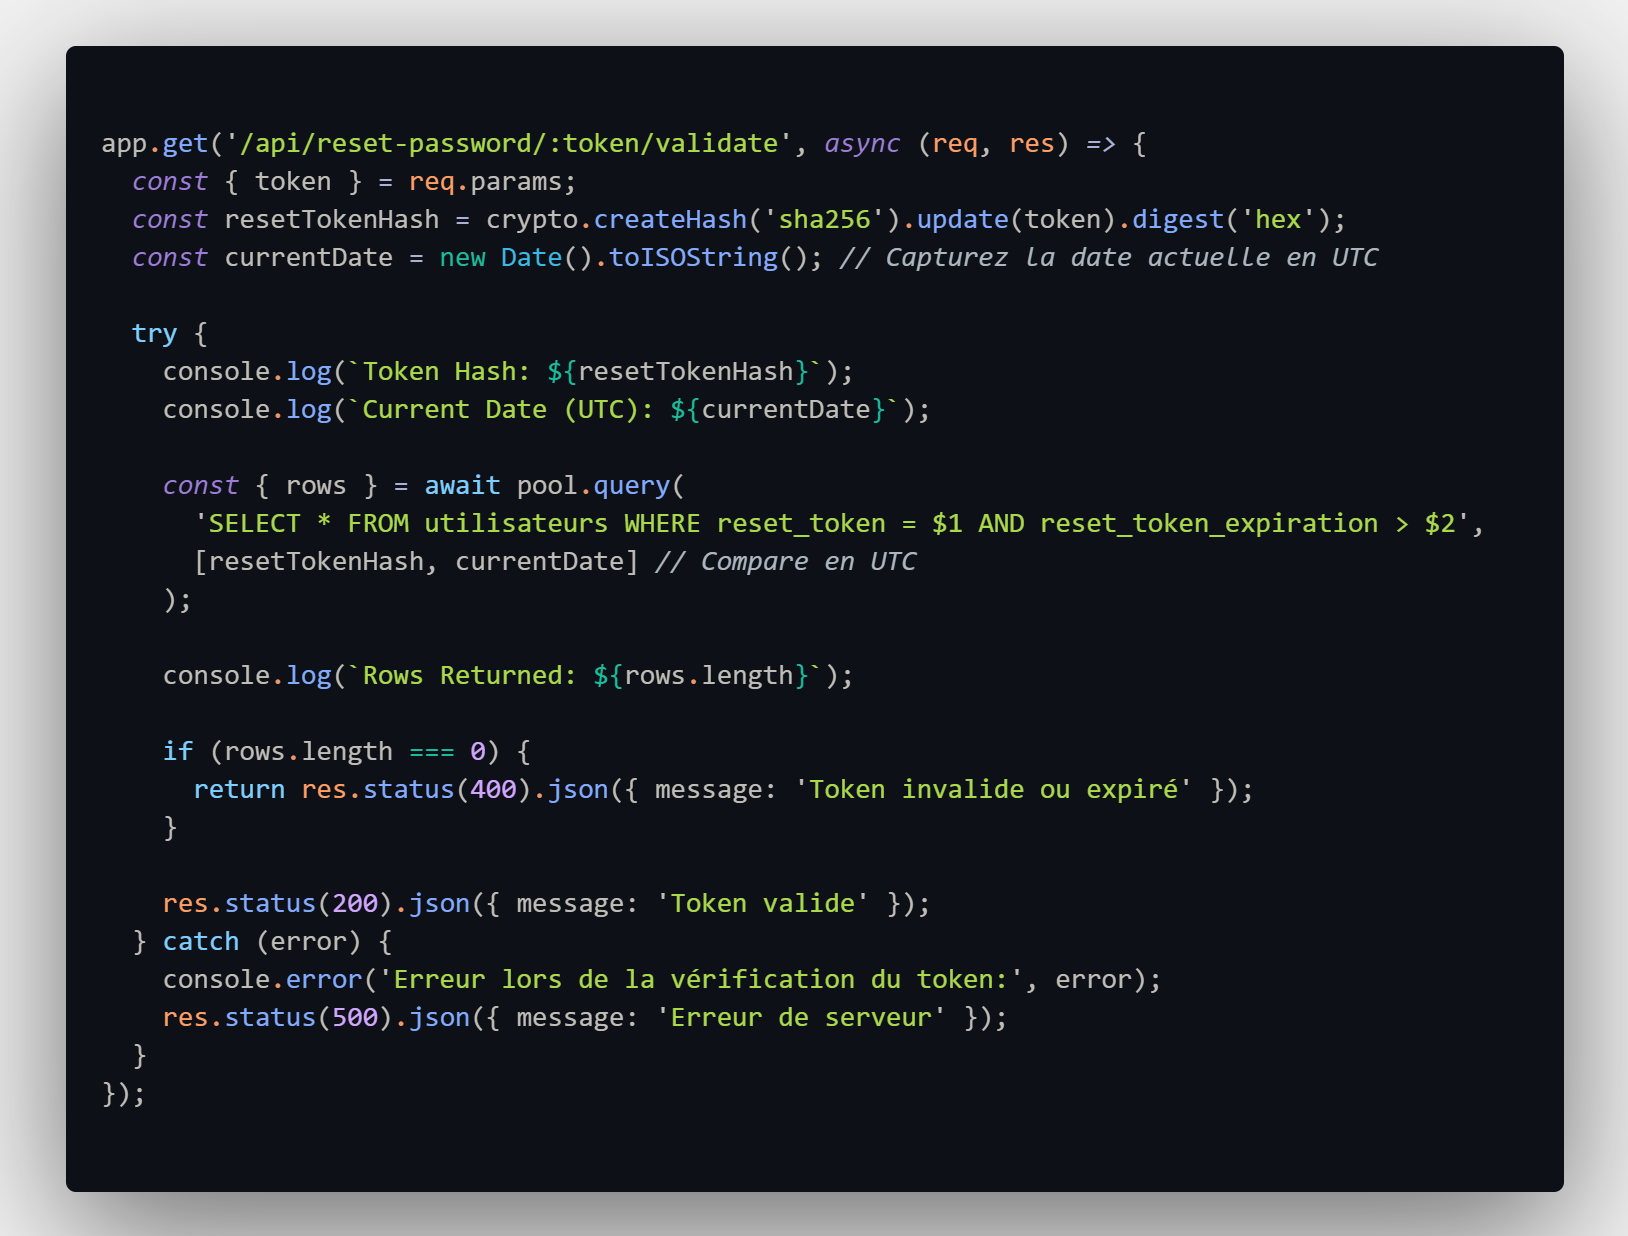 app.get('/api/reset-password/:token/validate', async (req, res) => {
  const { token } = req.params;
  const resetTokenHash = crypto.createHash('sha256').update(token).digest('hex');
  const currentDate = new Date().toISOString(); // Capturez la date actuelle en UTC

  try {
    console.log(`Token Hash: ${resetTokenHash}`);
    console.log(`Current Date (UTC): ${currentDate}`);

    const { rows } = await pool.query(
      'SELECT * FROM utilisateurs WHERE reset_token = $1 AND reset_token_expiration > $2',
      [resetTokenHash, currentDate] // Compare en UTC
    );

    console.log(`Rows Returned: ${rows.length}`);

    if (rows.length === 0) {
      return res.status(400).json({ message: 'Token invalide ou expiré' });
    }

    res.status(200).json({ message: 'Token valide' });
  } catch (error) {
    console.error('Erreur lors de la vérification du token:', error);
    res.status(500).json({ message: 'Erreur de serveur' });
  }
});